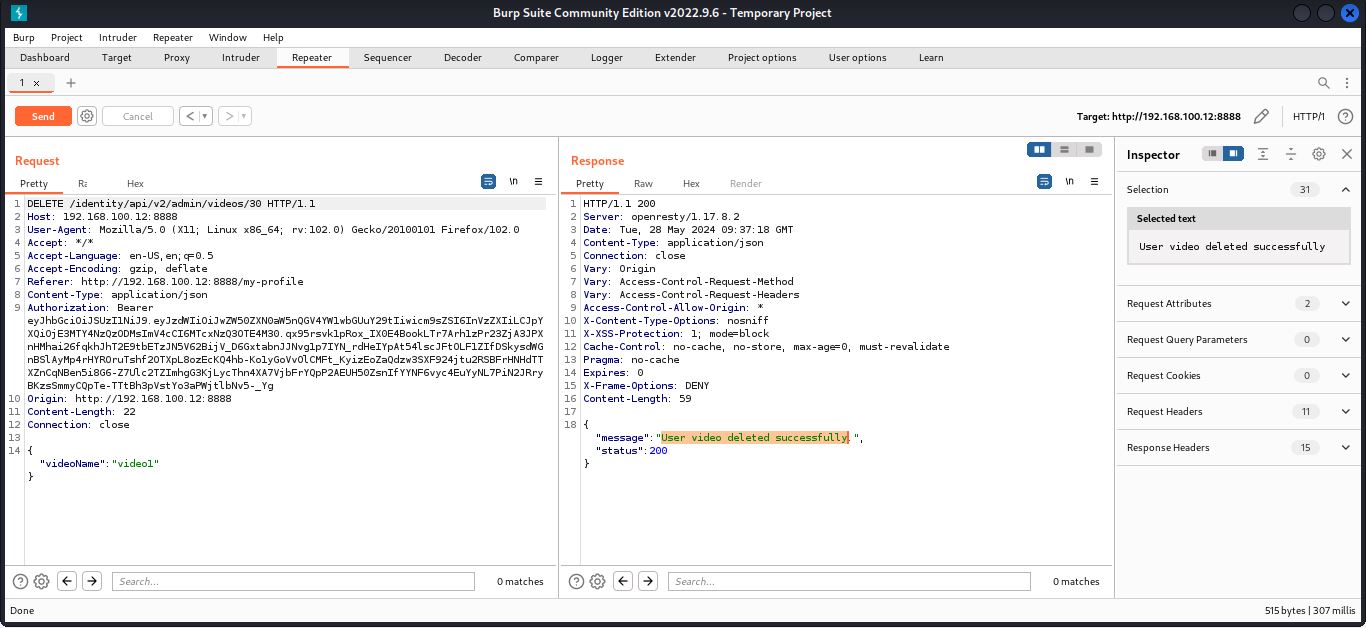 Burp Suite Community Edition v2022.9.6 - Temporary Project
Burp Project Intruder Repeater Window Help
Dashboard Target Proxy Intruder Repeater Sequencer Decoder Comparer Logger Extender Project options User options Learn
1 × +
Send Cancel < > Target: http://192.168.100.12:8888 HTTP/1 ?
Request
Pretty Ra Hex \n
1 DELETE /identity/api/v2/admin/videos/30 HTTP/1.1
2 Host: 192.168.100.12:8888
3 User-Agent: Mozilla/5.0 (X11; Linux x86_64; rv:102.0) Gecko/20100101 Firefox/102.0
4 Accept: */*
5 Accept-Language: en-US,en;q=0.5
6 Accept-Encoding: gzip, deflate
7 Referer: http://192.168.100.12:8888/my-profile
8 Content-Type: application/json
9 Authorization: Bearer
10 Origin: http://192.168.100.12:8888
11 Content-Length: 22
12 Connection: close
13
14 {
"videoName":"video1"
}
? Search... 0 matches
Response
Pretty Raw Hex Render \n
1 HTTP/1.1 200
2 Server: openresty/1.17.8.2
3 Date: Tue, 28 May 2024 09:37:18 GMT
4 Content-Type: application/json
5 Connection: close
6 Vary: Origin
7 Vary: Access-Control-Request-Method
8 Vary: Access-Control-Request-Headers
9 Access-Control-Allow-Origin: *
10 X-Content-Type-Options: nosniff
11 X-XSS-Protection: 1; mode=block
12 Cache-Control: no-cache, no-store, max-age=0, must-revalidate
13 Pragma: no-cache
14 Expires: 0
15 X-Frame-Options: DENY
16 Content-Length: 59
17
18 {
"message":"User video deleted successfully.",
"status":200
}
? Search... 0 matches
Inspector
Selection 31
Selected text
User video deleted successfully
Request Attributes 2
Request Query Parameters 0
Request Cookies 0
Request Headers 11
Response Headers 15
Done 515 bytes | 307 millis